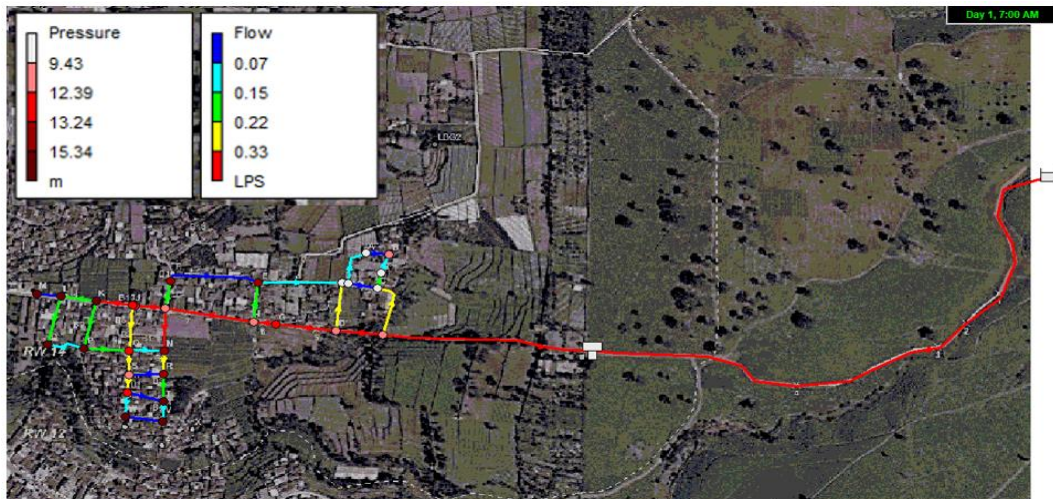 Day 1, 7:00 AM
Pressure
9.43
12.39
13.24
15.34
m
Flow
0.07
0.15
0.22
0.33
LPS
M
K
N
R
S
RW 14
RW 12